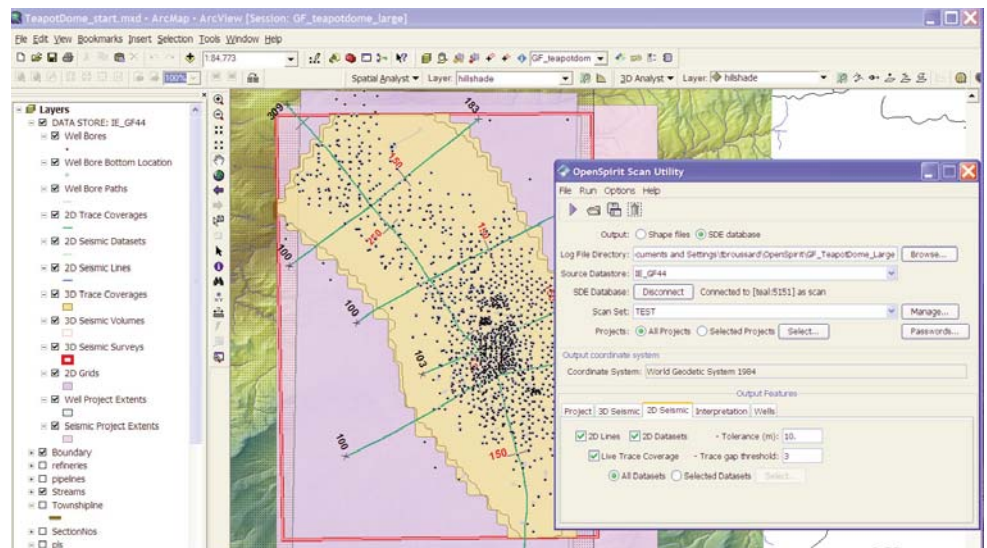 TeapotDome_start.mxd - ArcMap - ArcView [Session: GF_teapotdome_large]
File Edit View Bookmarks Insert Selection Tools Window Help
1:84,773
GF_teapotdom
100%
Spatial Analyst Layer: hillshade
3D Analyst Layer: hillshade
Layers
DATA STORE: IE_GF44
Well Bores
Well Bore Bottom Location
Well Bore Paths
2D Trace Coverages
2D Seismic Datasets
2D Seismic Lines
3D Trace Coverages
3D Seismic Volumes
3D Seismic Surveys
2D Grids
Well Project Extents
Seismic Project Extents
Boundary
refineries
pipelines
Streams
Townshipline
SectionNos
pls
309
183
150
150
210
100
100
103
100
150
OpenSpirit Scan Utility
File Run Options Help
Output: Shape files SDE database
Log File Directory: cuments and Settings\tbroussard\OpenSpirit\GF_TeapotDome_Large Browse...
Source Datastore: IE_GF44
SDE Database: Disconnect Connected to [teal:5151] as scan
Scan Set: TEST Manage...
Projects: All Projects Selected Projects Select... Passwords...
Output coordinate system
Coordinate System: World Geodetic System 1984
Output Features
Project 3D Seismic 2D Seismic Interpretation Wells
2D Lines 2D Datasets - Tolerance (m): 10.
Live Trace Coverage - Trace gap threshold: 3
All Datasets Selected Datasets Select...